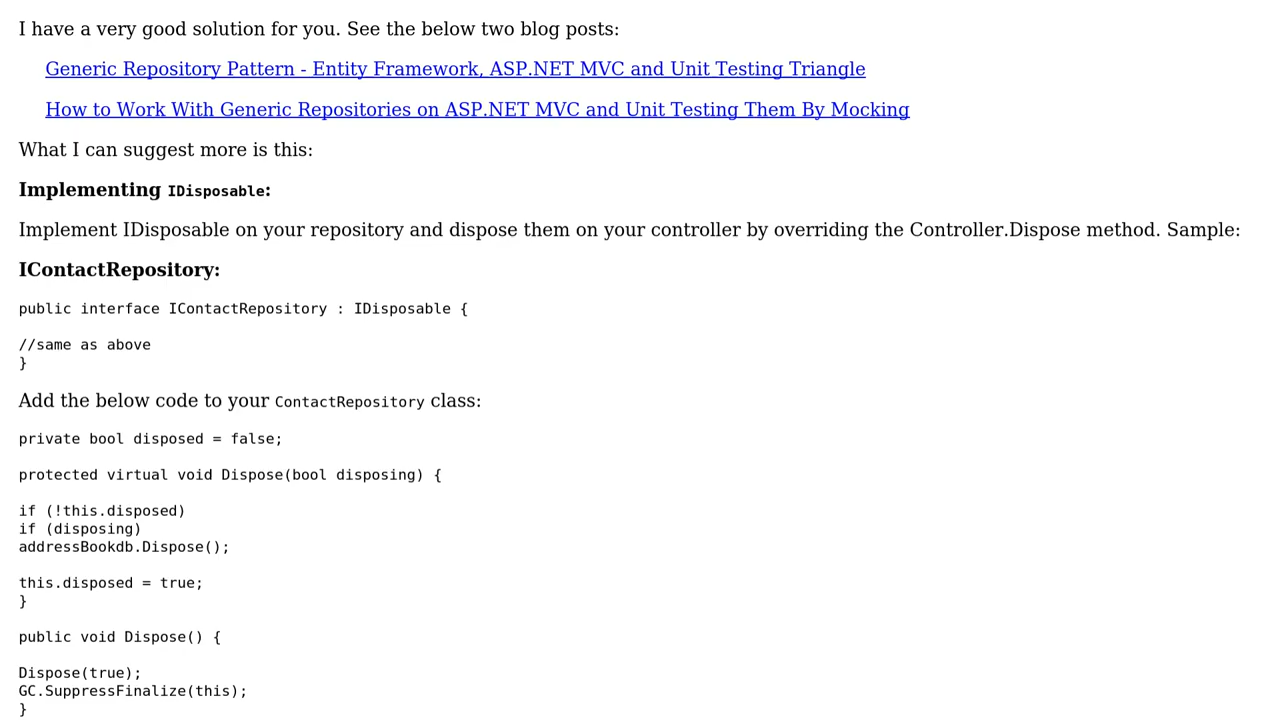 I have a very good solution for you. See the below two blog posts:
Generic Repository Pattern - Entity Framework, ASP.NET MVC and Unit Testing Triangle
How to Work With Generic Repositories on ASP.NET MVC and Unit Testing Them By Mocking
What I can suggest more is this:
Implementing IDisposable:
Implement IDisposable on your repository and dispose them on your controller by overriding the Controller.Dispose method. Sample:
IContactRepository:
public interface IContactRepository : IDisposable {
//same as above
}
Add the below code to your ContactRepository class:
private bool disposed = false;
protected virtual void Dispose(bool disposing) {
if (!this.disposed)
if (disposing)
addressBookdb.Dispose();
this.disposed = true;
}
public void Dispose() {
Dispose(true);
GC.SuppressFinalize(this);
}